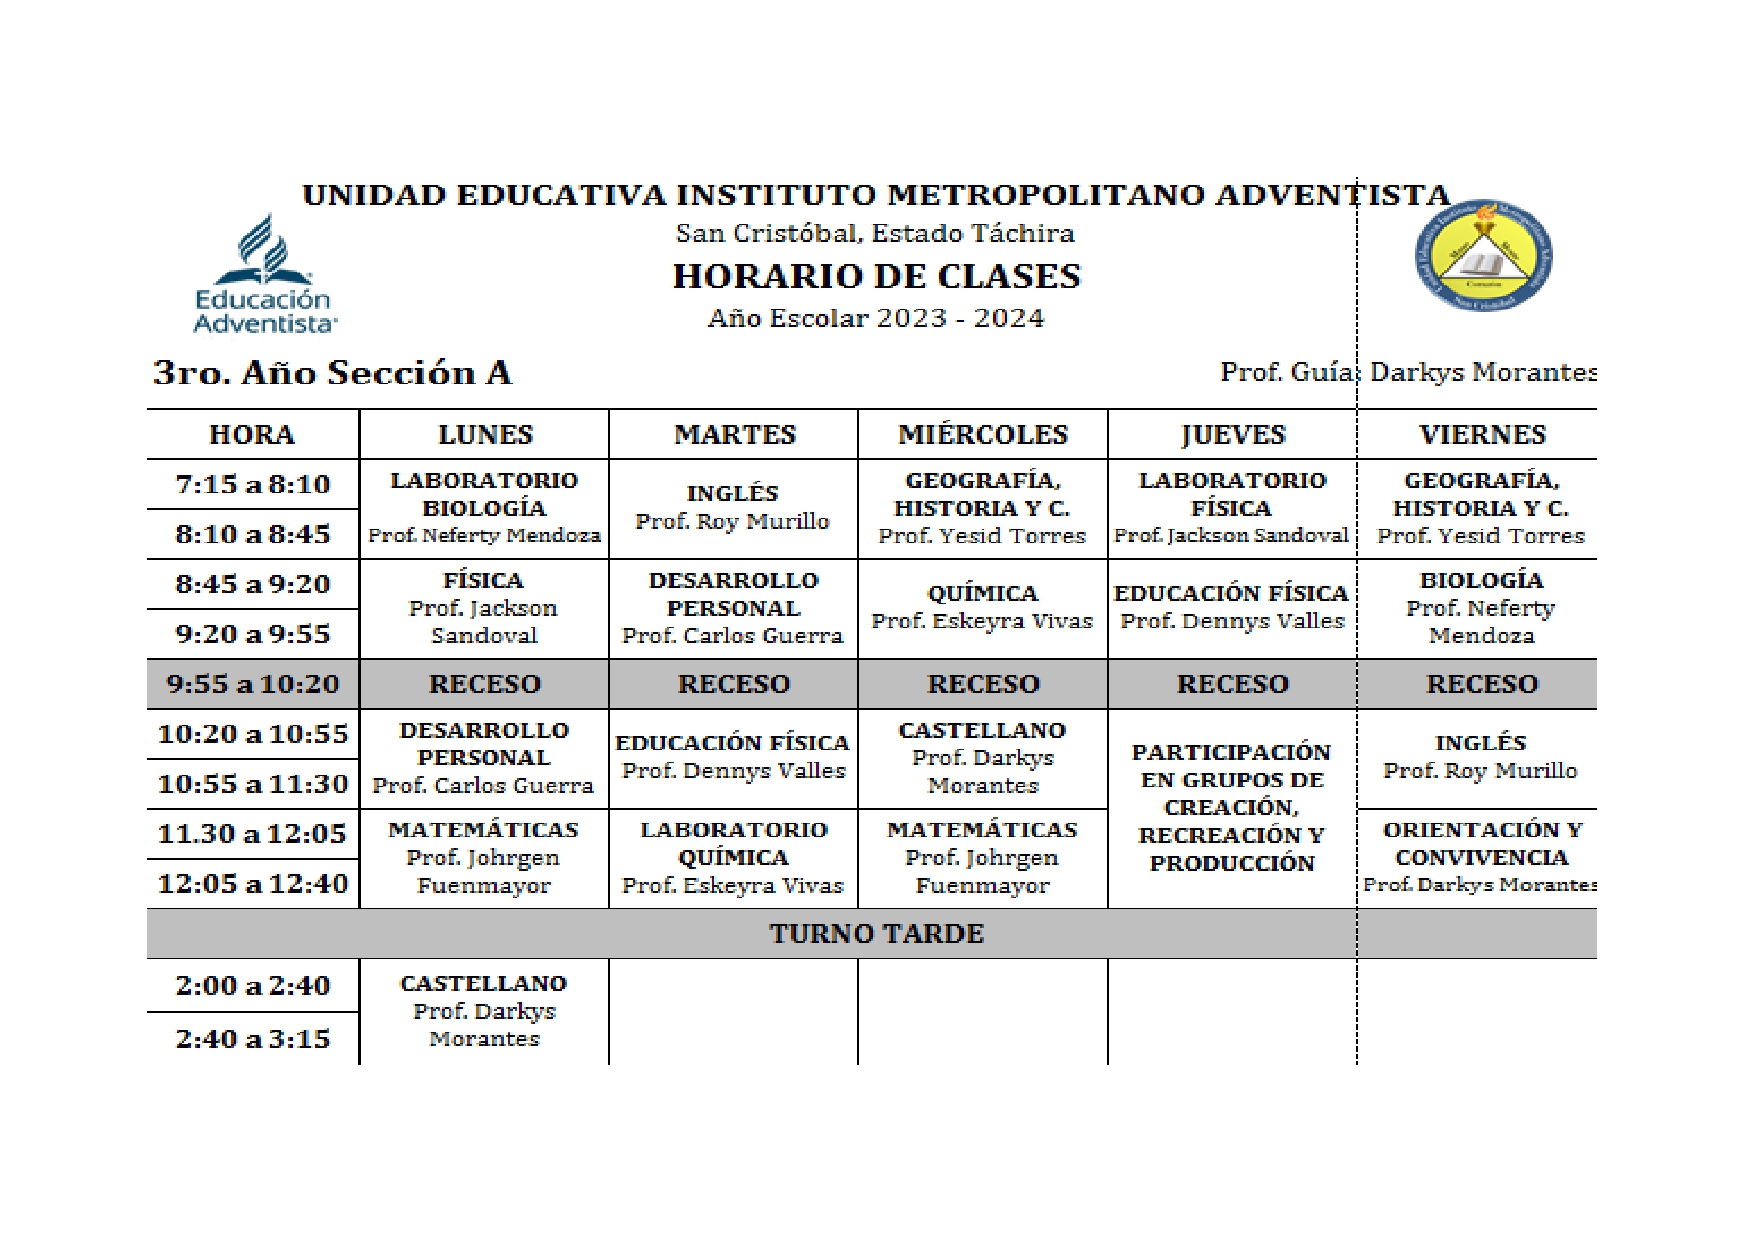 UNIDAD EDUCATIVA INSTITUTO METROPOLITANO ADVENTISTA
San Cristóbal, Estado Táchira
HORARIO DE CLASES
Año Escolar 2023 - 2024
Educación
Adventista
3ro. Año Sección A
Prof. Guía: Darkys Morantes
HORA LUNES MARTES MIÉRCOLES JUEVES VIERNES
7:15 a 8:10
8:10 a 8:45
LABORATORIO
BIOLOGÍA
Prof. Neferty Mendoza
INGLÉS
Prof. Roy Murillo
GEOGRAFÍA,
HISTORIA Y C.
Prof. Yesid Torres
LABORATORIO
FÍSICA
Prof. Jackson Sandoval
GEOGRAFÍA,
HISTORIA Y C.
Prof. Yesid Torres
8:45 a 9:20
9:20 a 9:55
FÍSICA
Prof. Jackson
Sandoval
DESARROLLO
PERSONAL
Prof. Carlos Guerra
QUÍMICA
Prof. Eskeyra Vivas
EDUCACIÓN FÍSICA
Prof. Dennys Valles
BIOLOGÍA
Prof. Neferty
Mendoza
9:55 a 10:20 RECESO RECESO RECESO RECESO RECESO
10:20 a 10:55
10:55 a 11:30
DESARROLLO
PERSONAL
Prof. Carlos Guerra
EDUCACIÓN FÍSICA
Prof. Dennys Valles
CASTELLANO
Prof. Darkys
Morantes
PARTICIPACIÓN
EN GRUPOS DE
CREACIÓN,
RECREACIÓN Y
PRODUCCIÓN
INGLÉS
Prof. Roy Murillo
11.30 a 12:05
12:05 a 12:40
MATEMÁTICAS
Prof. Johrgen
Fuenmayor
LABORATORIO
QUÍMICA
Prof. Eskeyra Vivas
MATEMÁTICAS
Prof. Johrgen
Fuenmayor
ORIENTACIÓN Y
CONVIVENCIA
Prof. Darkys Morantes
TURNO TARDE
2:00 a 2:40
2:40 a 3:15
CASTELLANO
Prof. Darkys
Morantes